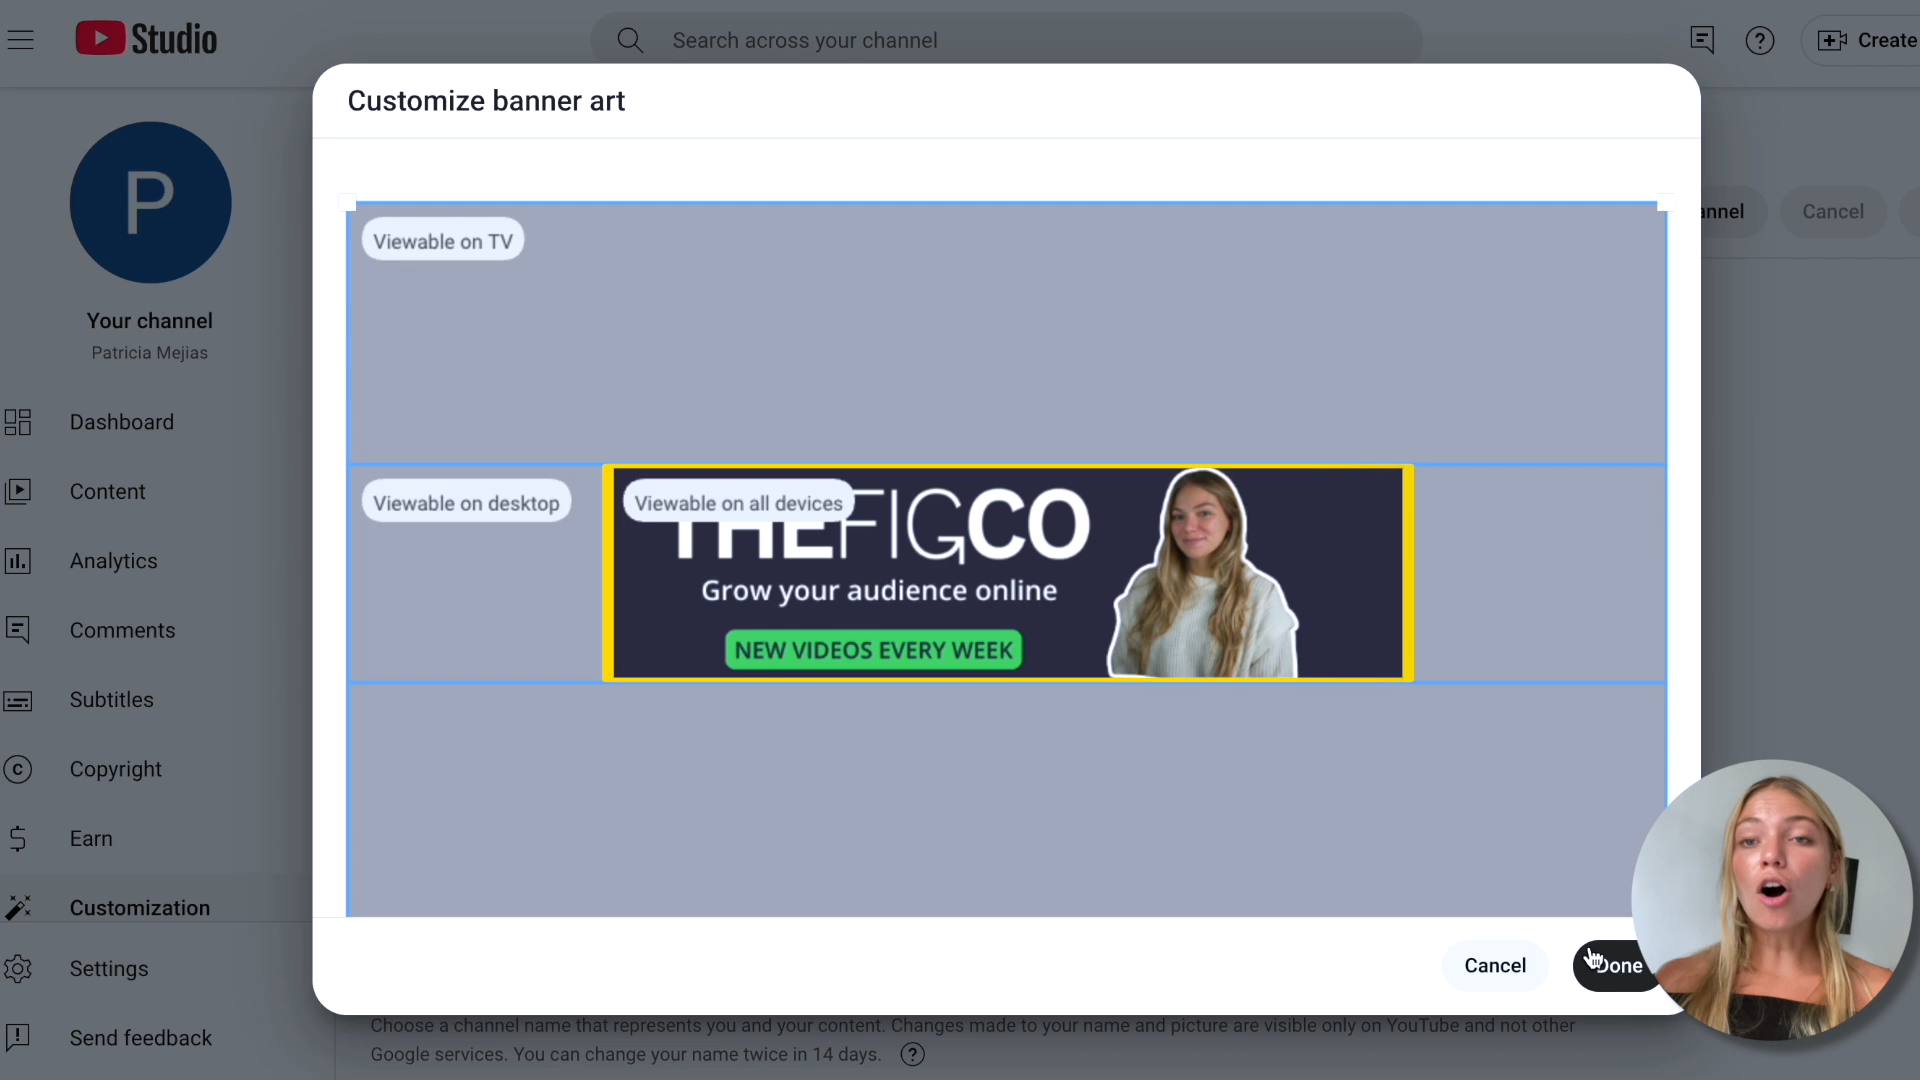 Studio
Search across your channel
Create
Customize banner art
P
annel
Cancel
Viewable on TV
Your channel
Patricia Mejias
Dashboard
Content
Viewable on desktop
Viewable on all devices
THEFIGCO
Grow your audience online
NEW VIDEOS EVERY WEEK
Analytics
Comments
Subtitles
Copyright
Earn
Customization
Settings
Send feedback
Cancel
Done
Choose a channel name that represents you and your content. Changes made to your name and picture are visible only on YouTube and not other
Google services. You can change your name twice in 14 days.